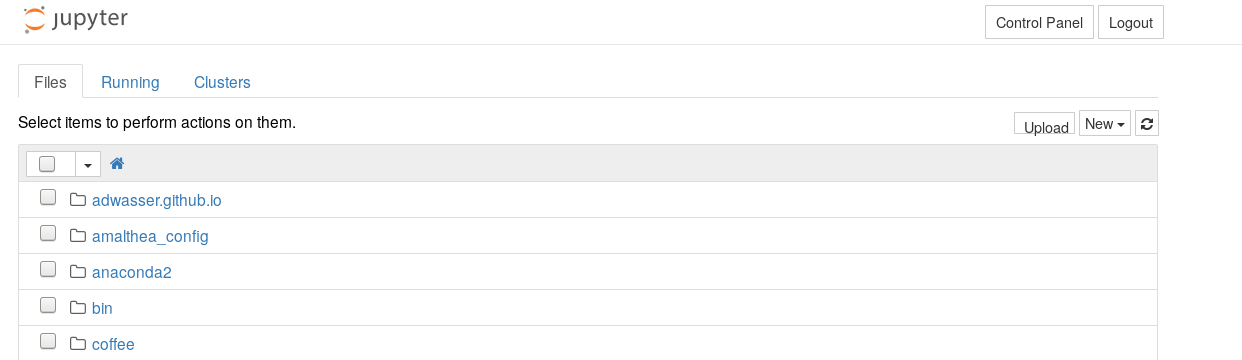 jupyter
Control Panel Logout
Files Running Clusters
Select items to perform actions on them.
Upload New
adwasser.github.io
amalthea_config
anaconda2
bin
coffee